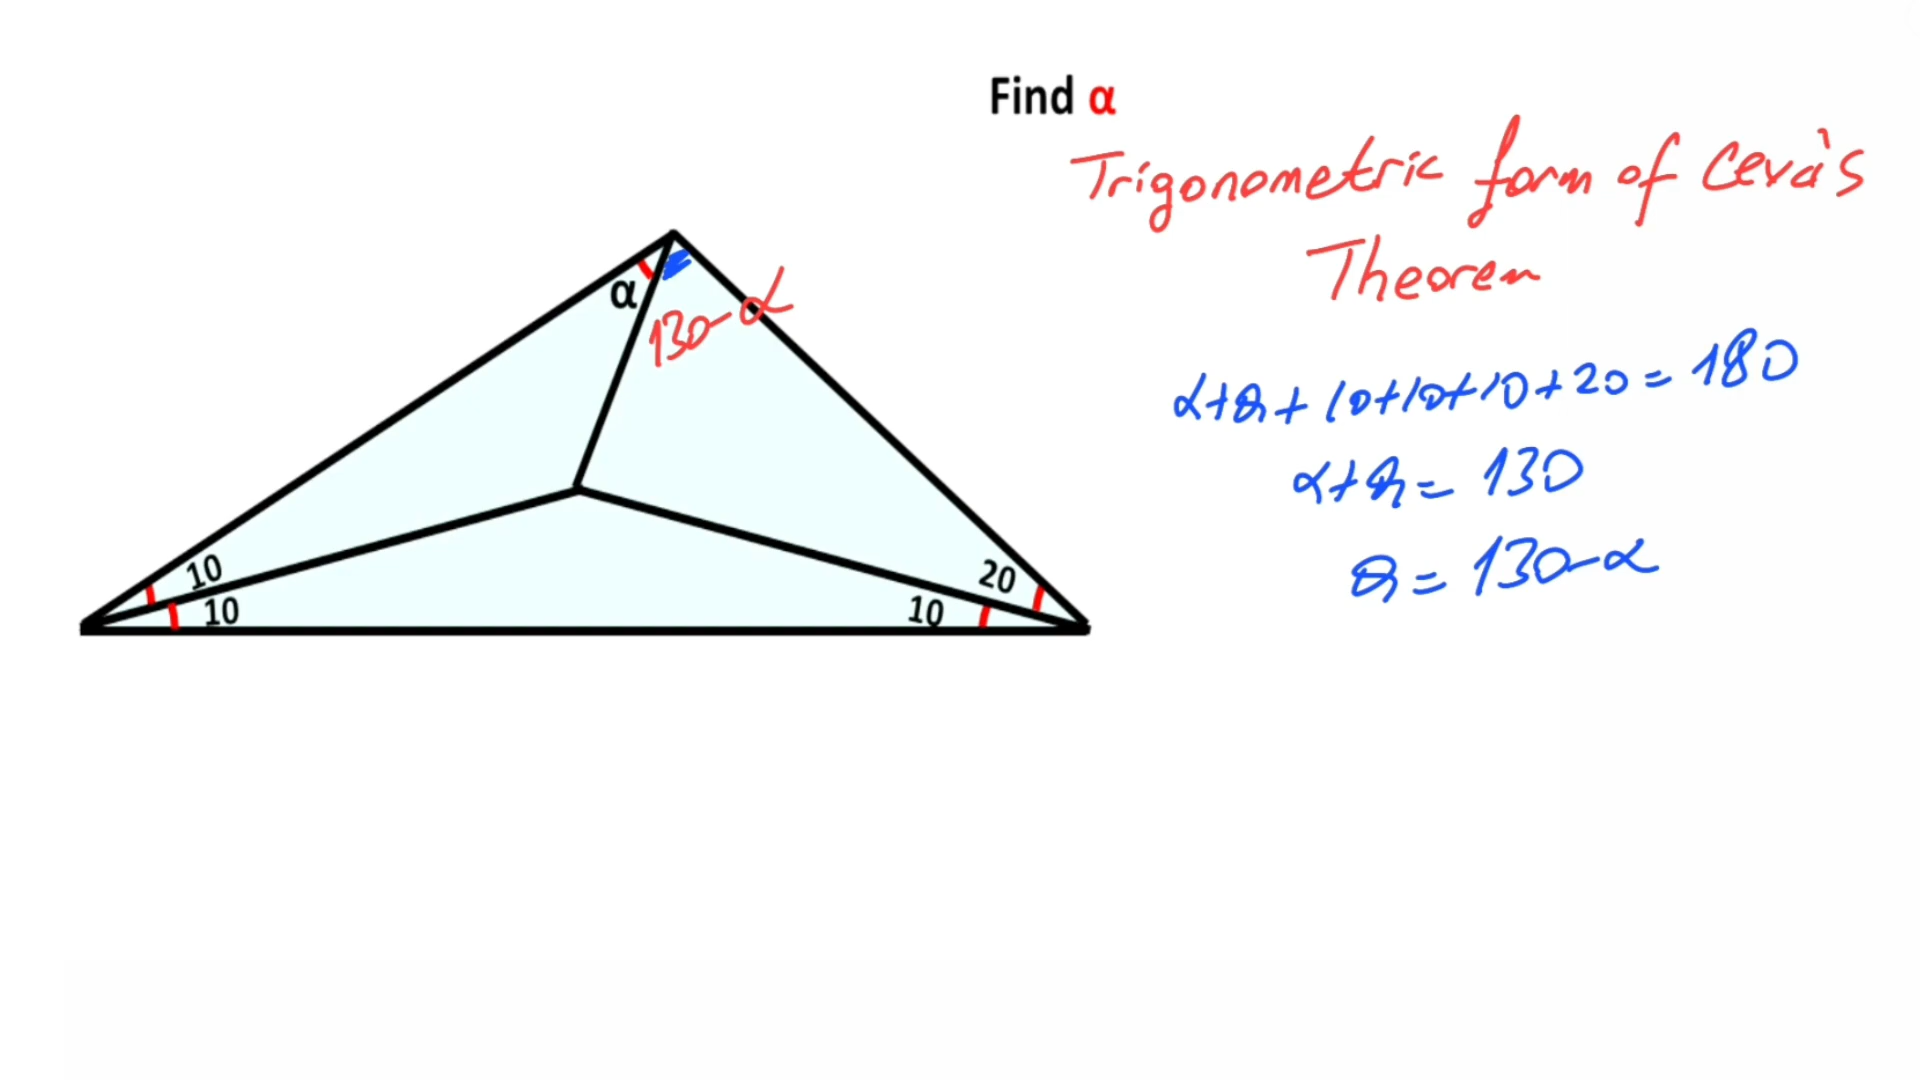 Find α
Trigonometric form of Ceva's
Theorem
α
130-α
α+θ+10+10+10+20=180
α+θ=130
θ=130-α
10
10
20
10